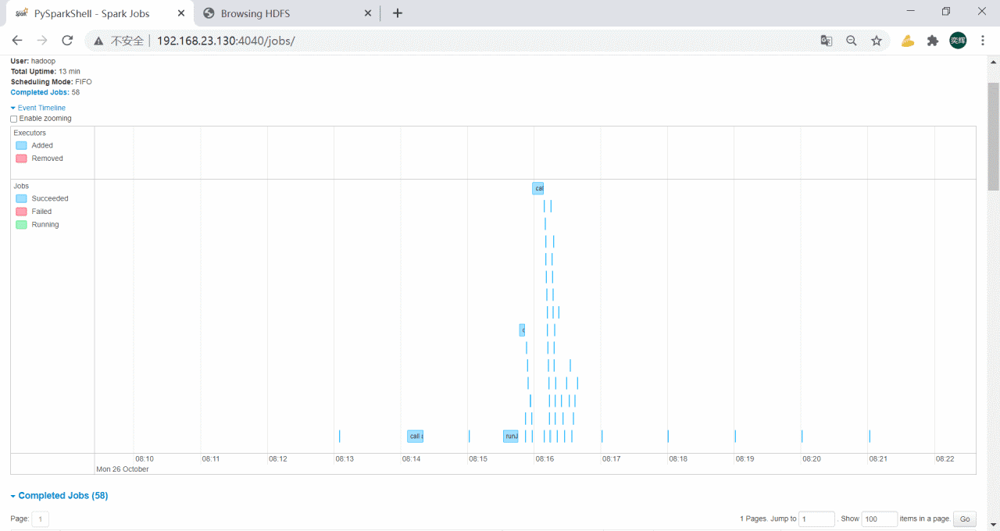 PySparkShell - Spark Jobs
Browsing HDFS
不安全 192.168.23.130:4040/jobs/
奕辉
User: hadoop
Total Uptime: 13 min
Scheduling Mode: FIFO
Completed Jobs: 58
Event Timeline
Enable zooming
Executors
Added
Removed
Jobs
Succeeded
Failed
Running
cal
call a
runJ
08:10 08:11 08:12 08:13 08:14 08:15 08:16 08:17 08:18 08:19 08:20 08:21 08:22
Mon 26 October
Completed Jobs (58)
Page: 1 1 Pages. Jump to 1 . Show 100 items in a page. Go